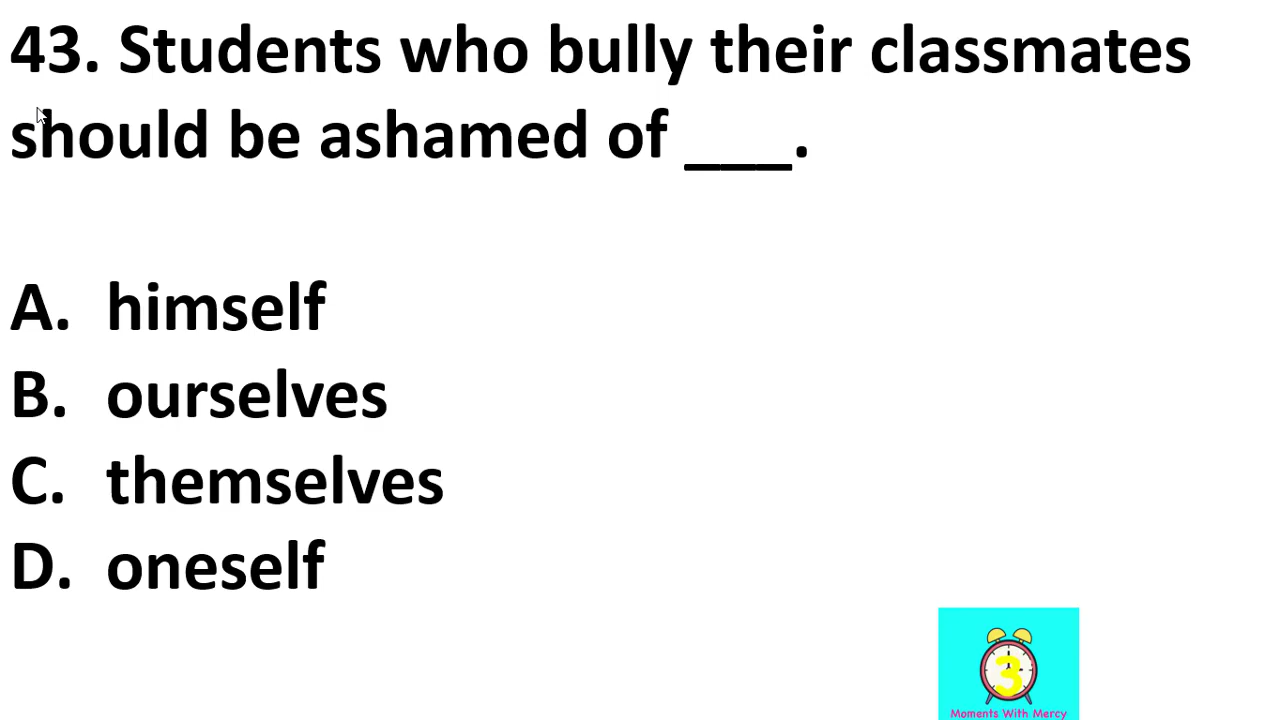 43. Students who bully their classmates
should be ashamed of ___.
A. himself
B. ourselves
C. themselves
D. oneself
3
Moments With Mercy